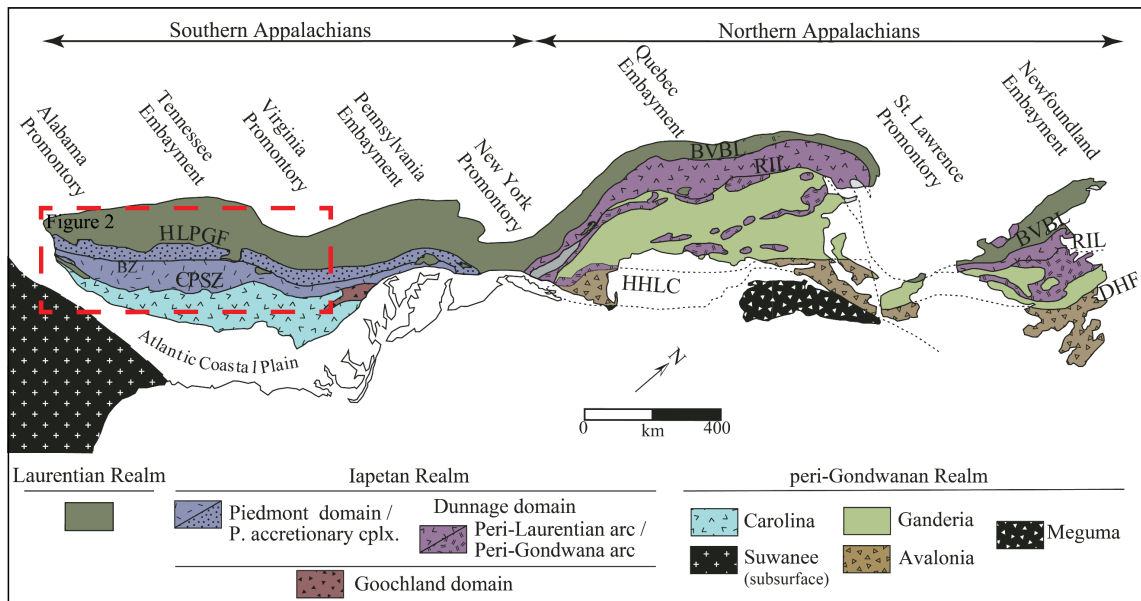 Southern Appalachians
Northern Appalachians
Alabama
Promontory
Tennessee
Embayment
Virginia
Promontory
Pennsylvania
Embayment
New York
Promontory
Quebec
Embayment
St. Lawrence
Promontory
Newfoundland
Embayment
Figure 2
HLPGF
BZ
CPSZ
BVBL
RIL
HHLC
BVBL
RIL
DHF
Atlantic Coastal Plain
N
0
km
400
Laurentian Realm
Iapetan Realm
peri-Gondwanan Realm
Piedmont domain /
P. accretionary cplx.
Dunnage domain
Peri-Laurentian arc /
Peri-Gondwana arc
Goochland domain
Carolina
Suwanee
(subsurface)
Ganderia
Avalonia
Meguma